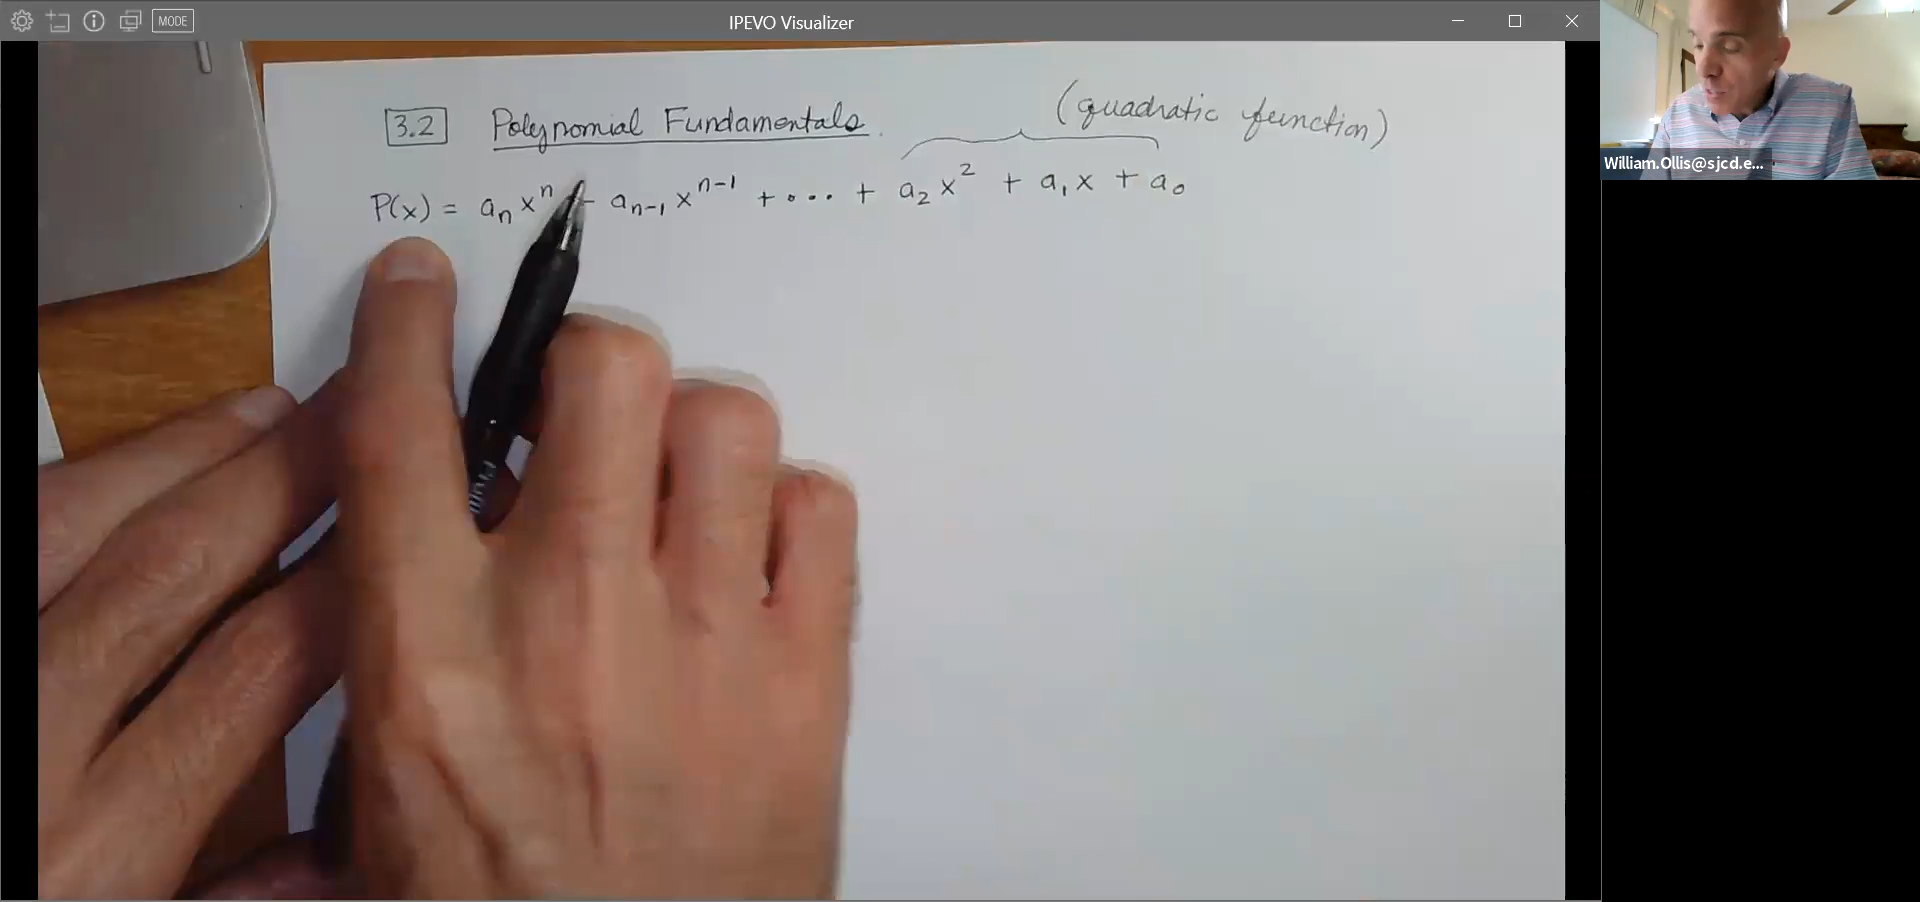 MODE
IPEVO Visualizer
3.2 Polynomial Fundamentals.
(quadratic function)
P(x) = aₙxⁿ + aₙ₋₁xⁿ⁻¹ + ... + a₂x² + a₁x + a₀
William.Ollis@sjcd.e...